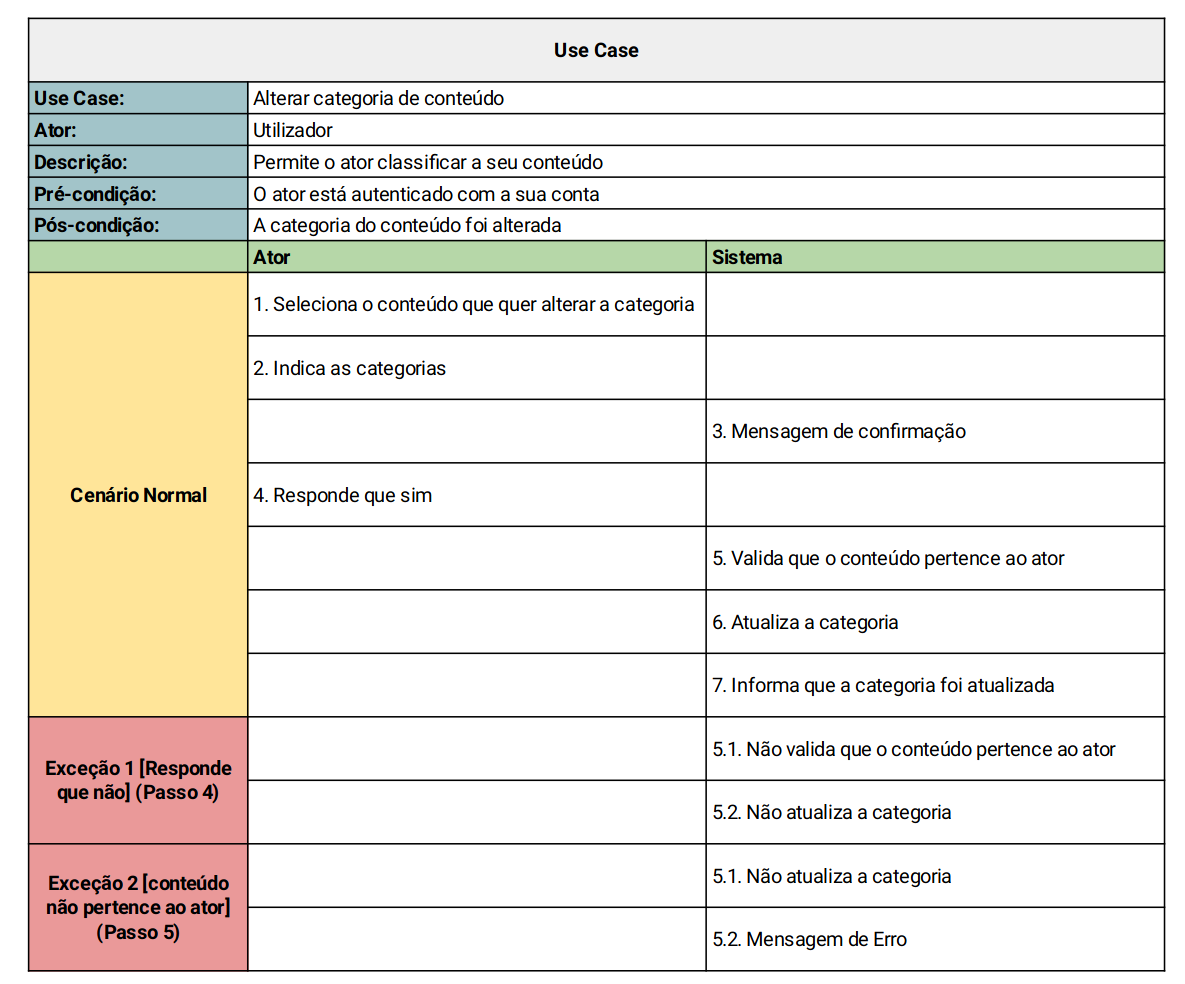 Use Case
Use Case: Alterar categoria de conteúdo
Ator: Utilizador
Descrição: Permite o ator classificar a seu conteúdo
Pré-condição: O ator está autenticado com a sua conta
Pós-condição: A categoria do conteúdo foi alterada
Ator Sistema
Cenário Normal
1. Seleciona o conteúdo que quer alterar a categoria
2. Indica as categorias
3. Mensagem de confirmação
4. Responde que sim
5. Valida que o conteúdo pertence ao ator
6. Atualiza a categoria
7. Informa que a categoria foi atualizada
Exceção 1 [Responde
que não] (Passo 4)
5.1. Não valida que o conteúdo pertence ao ator
5.2. Não atualiza a categoria
Exceção 2 [conteúdo
não pertence ao ator]
(Passo 5)
5.1. Não atualiza a categoria
5.2. Mensagem de Erro